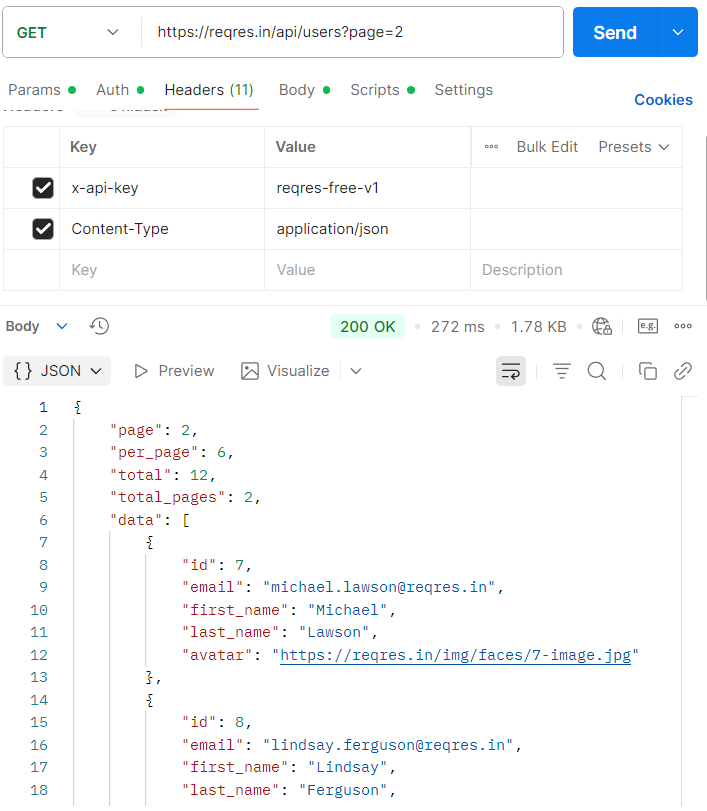 GET https://reqres.in/api/users?page=2 Send
Params Auth Headers (11) Body Scripts Settings
Cookies
Key Value Bulk Edit Presets
x-api-key reqres-free-v1
Content-Type application/json
Key Value Description
Body 200 OK 272 ms 1.78 KB e.g.
{} JSON Preview Visualize
1 {
2 "page": 2,
3 "per_page": 6,
4 "total": 12,
5 "total_pages": 2,
6 "data": [
7 {
8 "id": 7,
9 "email": "michael.lawson@reqres.in",
10 "first_name": "Michael",
11 "last_name": "Lawson",
12 "avatar": "https://reqres.in/img/faces/7-image.jpg"
13 },
14 {
15 "id": 8,
16 "email": "lindsay.ferguson@reqres.in",
17 "first_name": "Lindsay",
18 "last_name": "Ferguson",